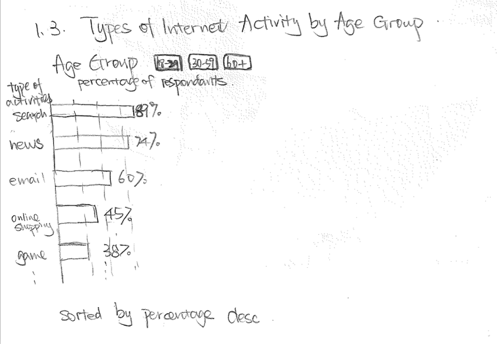 1.3. Types of Internet Activity by Age Group.
Age Group 18-29 30-59 60+
percentage of respondants
type of
activities
search 89%
news 74%
email 60%
online
shopping 45%
game 38%
sorted by percentage desc